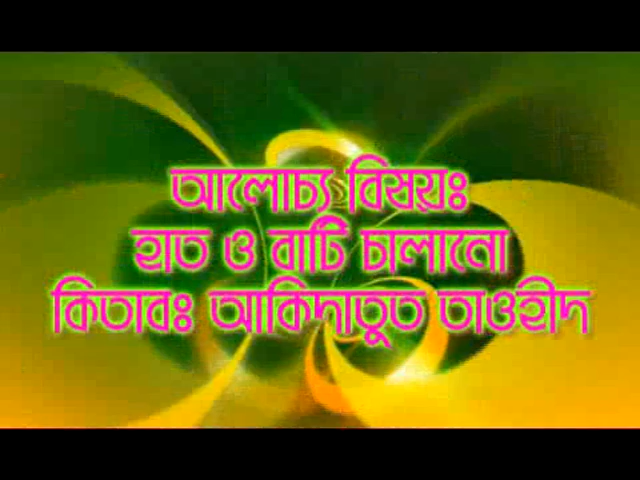 আলোচ্য বিষয়ঃ
হাত ও বাটি চালানো
কিতাবঃ আকিদাতুত তাওহীদ